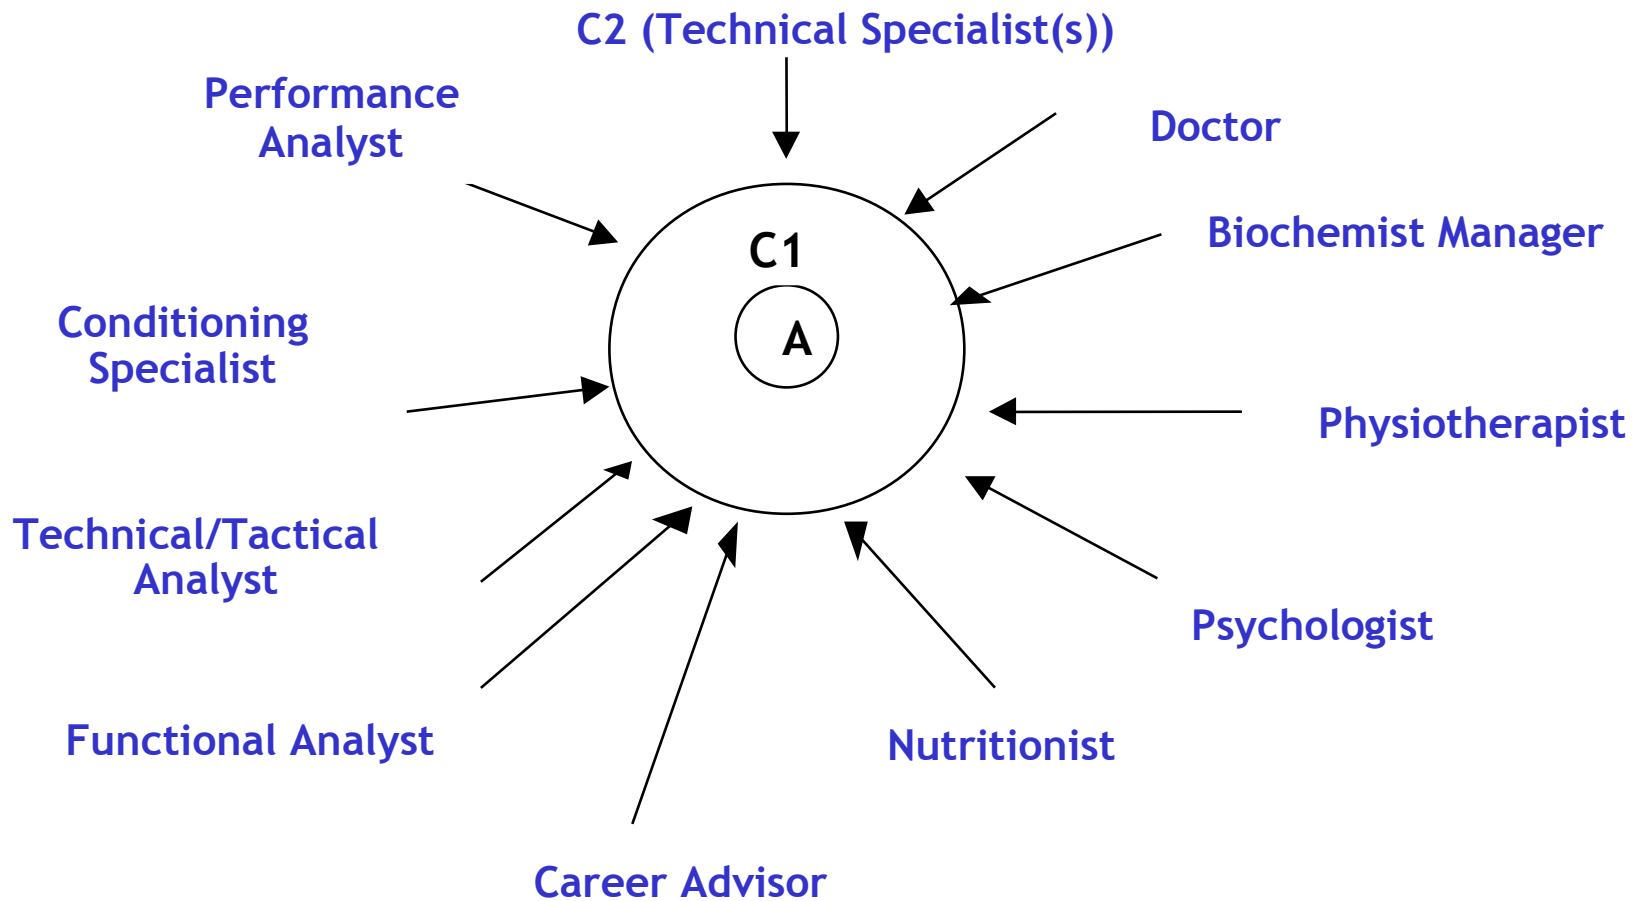 C2 (Technical Specialist(s))
Performance
Analyst
Doctor
Biochemist Manager
C1
A
Conditioning
Specialist
Physiotherapist
Technical/Tactical
Analyst
Psychologist
Functional Analyst
Nutritionist
Career Advisor